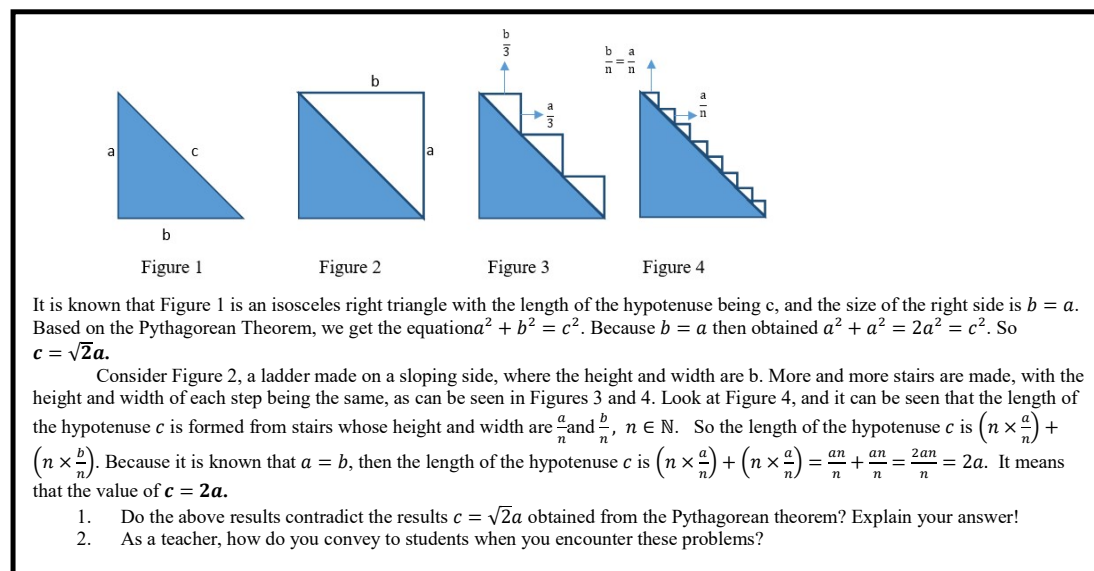 b/3
b/n = a/n
b
a/n
a/3
a
c
a
b
Figure 1
Figure 2
Figure 3
Figure 4
It is known that Figure 1 is an isosceles right triangle with the length of the hypotenuse being c, and the size of the right side is b = a.
Based on the Pythagorean Theorem, we get the equationa² + b² = c². Because b = a then obtained a² + a² = 2a² = c². So
c = √2a.
Consider Figure 2, a ladder made on a sloping side, where the height and width are b. More and more stairs are made, with the
height and width of each step being the same, as can be seen in Figures 3 and 4. Look at Figure 4, and it can be seen that the length of
the hypotenuse c is formed from stairs whose height and width are a/n and b/n, n ∈ ℕ. So the length of the hypotenuse c is (n × a/n) +
(n × b/n). Because it is known that a = b, then the length of the hypotenuse c is (n × a/n) + (n × a/n) = an/n + an/n = 2an/n = 2a. It means
that the value of c = 2a.
1. Do the above results contradict the results c = √2a obtained from the Pythagorean theorem? Explain your answer!
2. As a teacher, how do you convey to students when you encounter these problems?